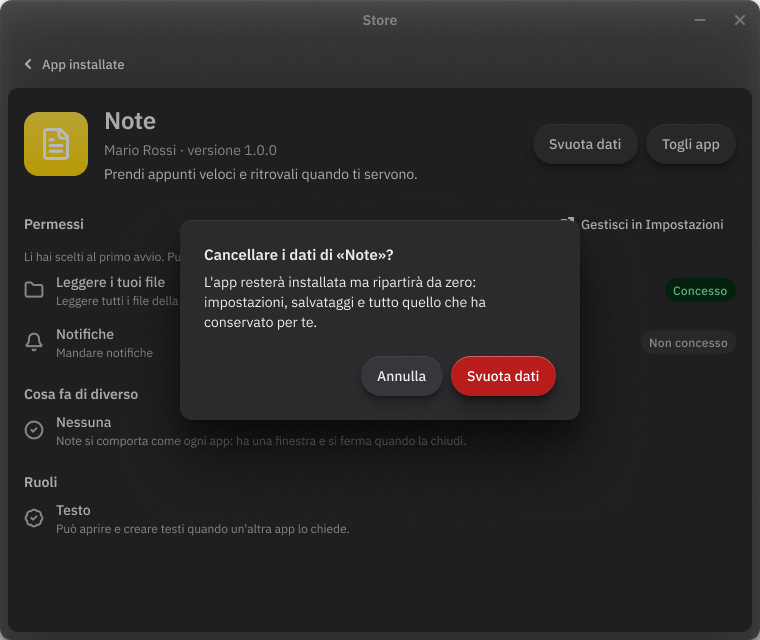 Store
App installate
Note
Mario Rossi · versione 1.0.0
Prendi appunti veloci e ritrovali quando ti servono.
Svuota dati
Togli app
Permessi
Gestisci in Impostazioni
Li hai scelti al primo avvio.
Leggere i tuoi file
Leggere tutti i file della
Concesso
Notifiche
Mandare notifiche
Non concesso
Cancellare i dati di «Note»?
L'app resterà installata ma ripartirà da zero:
impostazioni, salvataggi e tutto quello che ha
conservato per te.
Annulla
Svuota dati
Cosa fa di diverso
Nessuna
Note si comporta come ogni app: ha una finestra e si ferma quando la chiudi.
Ruoli
Testo
Può aprire e creare testi quando un'altra app lo chiede.